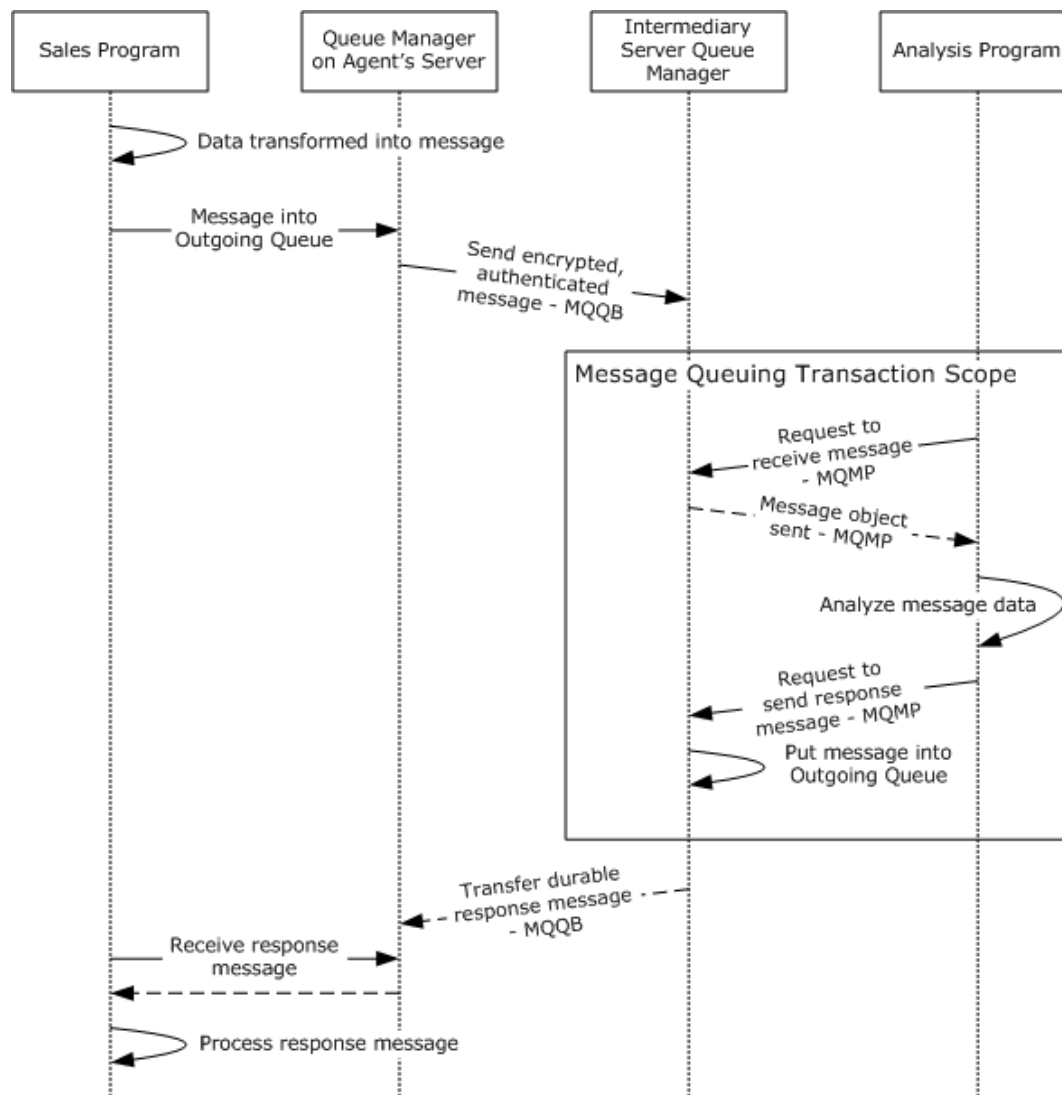 Sales Program
Queue Manager
on Agent's Server
Intermediary
Server Queue
Manager
Analysis Program
Data transformed into message
Message into
Outgoing Queue
Send encrypted,
authenticated
message - MQQB
Message Queuing Transaction Scope
Request to
receive message
- MQMP
Message object
sent - MQMP
Analyze message data
Request to
send response
message - MQMP
Put message into
Outgoing Queue
Transfer durable
response message
- MQQB
Receive response
message
Process response message